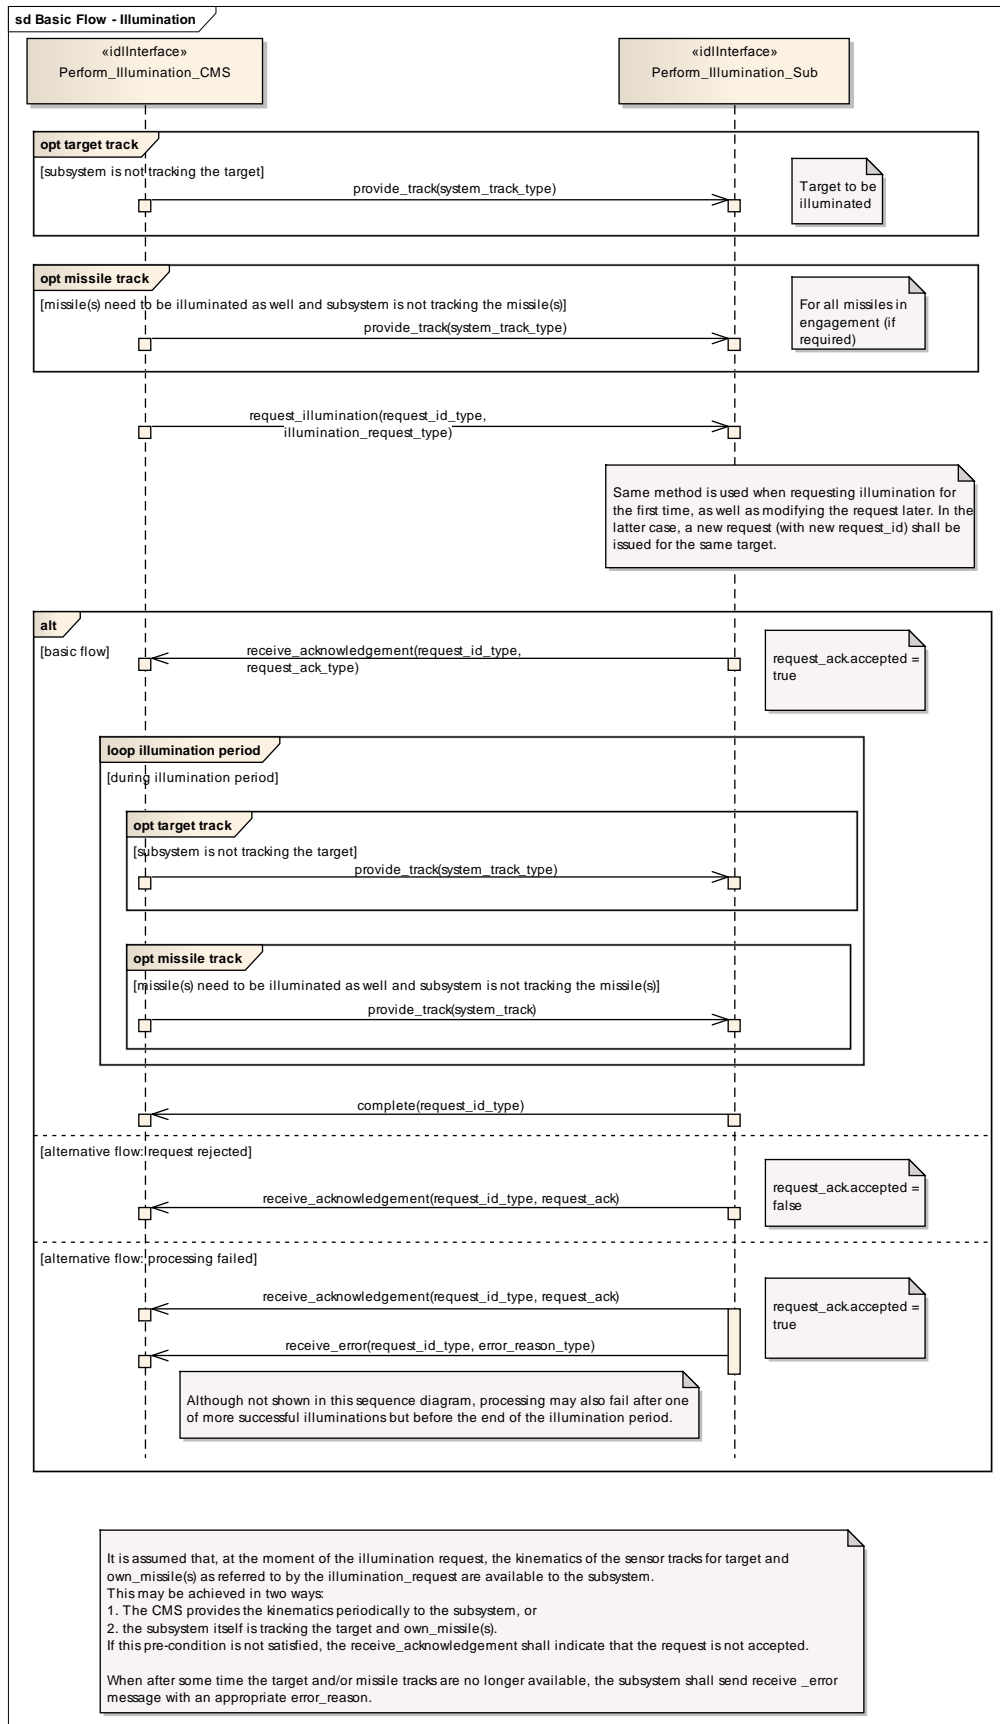 sd Basic Flow - Illumination
«idlInterface»
Perform_Illumination_CMS
«idlInterface»
Perform_Illumination_Sub
opt target track
[subsystem is not tracking the target]
provide_track(system_track_type)
Target to be
illuminated
opt missile track
[missile(s) need to be illuminated as well and subsystem is not tracking the missile(s)]
provide_track(system_track_type)
For all missiles in
engagement (if
required)
request_illumination(request_id_type,
illumination_request_type)
Same method is used when requesting illumination for
the first time, as well as modifying the request later. In the
latter case, a new request (with new request_id) shall be
issued for the same target.
alt
[basic flow]
receive_acknowledgement(request_id_type,
request_ack_type)
request_ack.accepted =
true
loop illumination period
[during illumination period]
opt target track
[subsystem is not tracking the target]
provide_track(system_track_type)
opt missile track
[missile(s) need to be illuminated as well and subsystem is not tracking the missile(s)]
provide_track(system_track)
complete(request_id_type)
[alternative flow: request rejected]
receive_acknowledgement(request_id_type, request_ack)
request_ack.accepted =
false
[alternative flow: processing failed]
receive_acknowledgement(request_id_type, request_ack)
request_ack.accepted =
true
receive_error(request_id_type, error_reason_type)
Although not shown in this sequence diagram, processing may also fail after one
of more successful illuminations but before the end of the illumination period.
It is assumed that, at the moment of the illumination request, the kinematics of the sensor tracks for target and
own_missile(s) as referred to by the illumination_request are available to the subsystem.
This may be achieved in two ways:
1. The CMS provides the kinematics periodically to the subsystem, or
2. the subsystem itself is tracking the target and own_missile(s).
If this pre-condition is not satisfied, the receive_acknowledgement shall indicate that the request is not accepted.
When after some time the target and/or missile tracks are no longer available, the subsystem shall send receive _error
message with an appropriate error_reason.